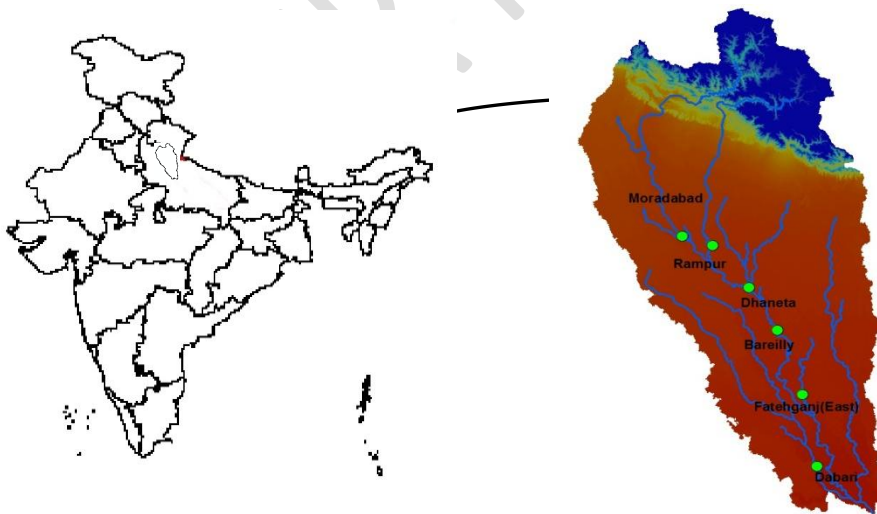 Moradabad
Rampur
Dhaneta
Bareilly
Fatehganj(East)
Dabari